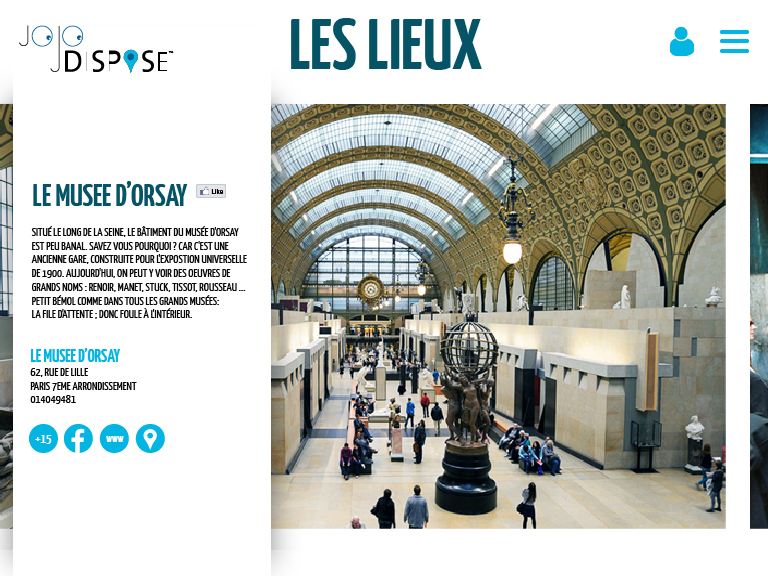 JOJO
DISPOSE™
LES LIEUX
LE MUSEE D'ORSAY
Like
SITUÉ LE LONG DE LA SEINE, LE BÂTIMENT DU MUSÉE D'ORSAY
EST PEU BANAL. SAVEZ VOUS POURQUOI ? CAR C'EST UNE
ANCIENNE GARE, CONSTRUITE POUR L'EXPOSTION UNIVERSELLE
DE 1900. AUJOURD'HUI, ON PEUT Y VOIR DES OEUVRES DE
GRANDS NOMS : RENOIR, MANET, STUCK, TISSOT, ROUSSEAU ...
PETIT BÉMOL COMME DANS TOUS LES GRANDS MUSÉES:
LA FILE D'ATTENTE ; DONC FOULE À L'INTÉRIEUR.
LE MUSEE D'ORSAY
62, RUE DE LILLE
PARIS 7EME ARRONDISSEMENT
014049481
+15 f www